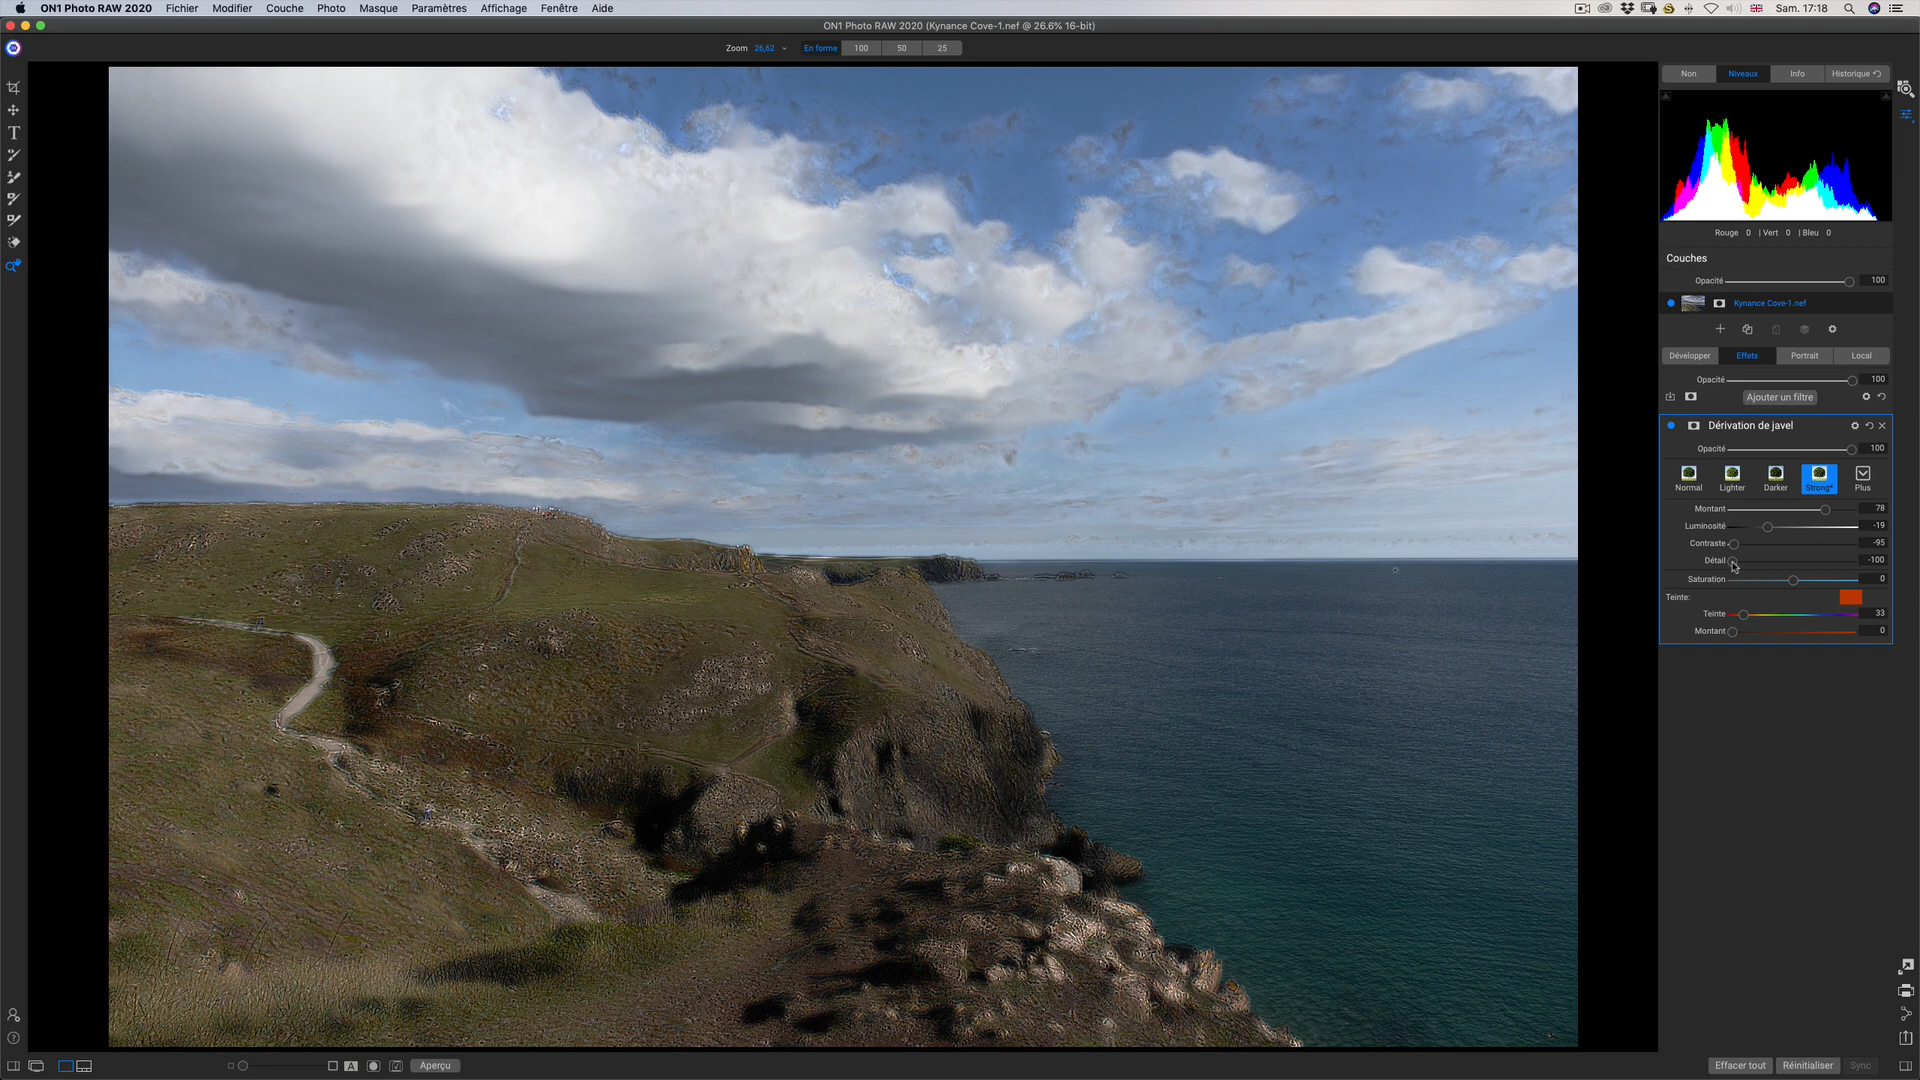 ON1 Photo RAW 2020 Fichier Modifier Couche Photo Masque Paramètres Affichage Fenêtre Aide Sam. 17:18
ON1 Photo RAW 2020 (Kynance Cove-1.nef @ 26.6% 16-bit)
Zoom 26,62 En forme 100 50 25
Non Niveaux Info Historique
Rouge 0 | Vert 0 | Bleu 0
Couches
Opacité 100
Kynance Cove-1.nef
Développer Effets Portrait Local
Opacité 100
Ajouter un filtre
Dérivation de javel
Opacité 100
Normal Lighter Darker Strong* Plus
Montant 78
Luminosité -19
Contraste -95
Détail -100
Saturation 0
Teinte:
Teinte 33
Montant 0
A Aperçu Effacer tout Réinitialiser Sync